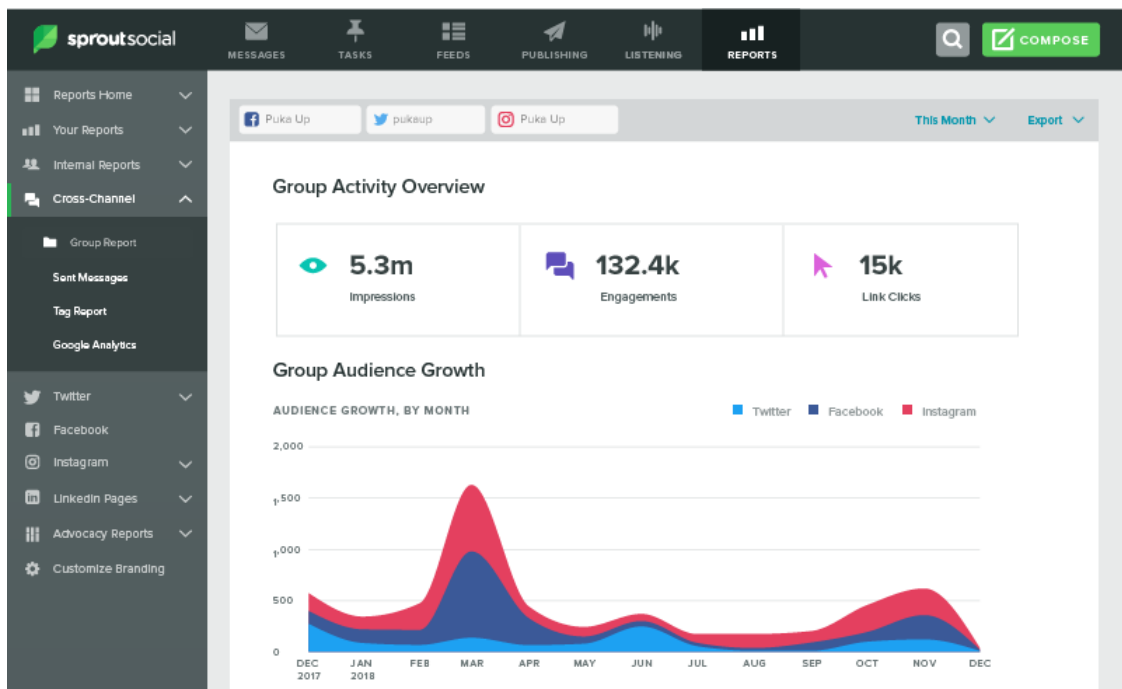 sproutsocial
MESSAGES TASKS FEEDS PUBLISHING LISTENING REPORTS
COMPOSE
Reports Home
Your Reports
Internal Reports
Cross-Channel
Group Report
Sent Messages
Tag Report
Google Analytics
Twitter
Facebook
Instagram
LinkedIn Pages
Advocacy Reports
Customize Branding
Puka Up pukaup Puka Up
This Month Export
Group Activity Overview
5.3m 132.4k 15k
Impressions Engagements Link Clicks
Group Audience Growth
AUDIENCE GROWTH, BY MONTH
Twitter Facebook Instagram
2,000
1,500
1,000
500
0
DEC JAN FEB MAR APR MAY JUN JUL AUG SEP OCT NOV DEC
2017 2018